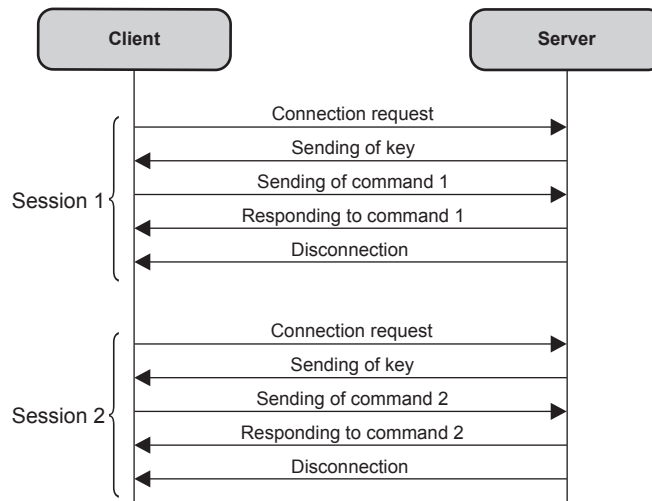 Client
Server
Connection request
Sending of key
Session 1
Sending of command 1
Responding to command 1
Disconnection
Connection request
Sending of key
Session 2
Sending of command 2
Responding to command 2
Disconnection